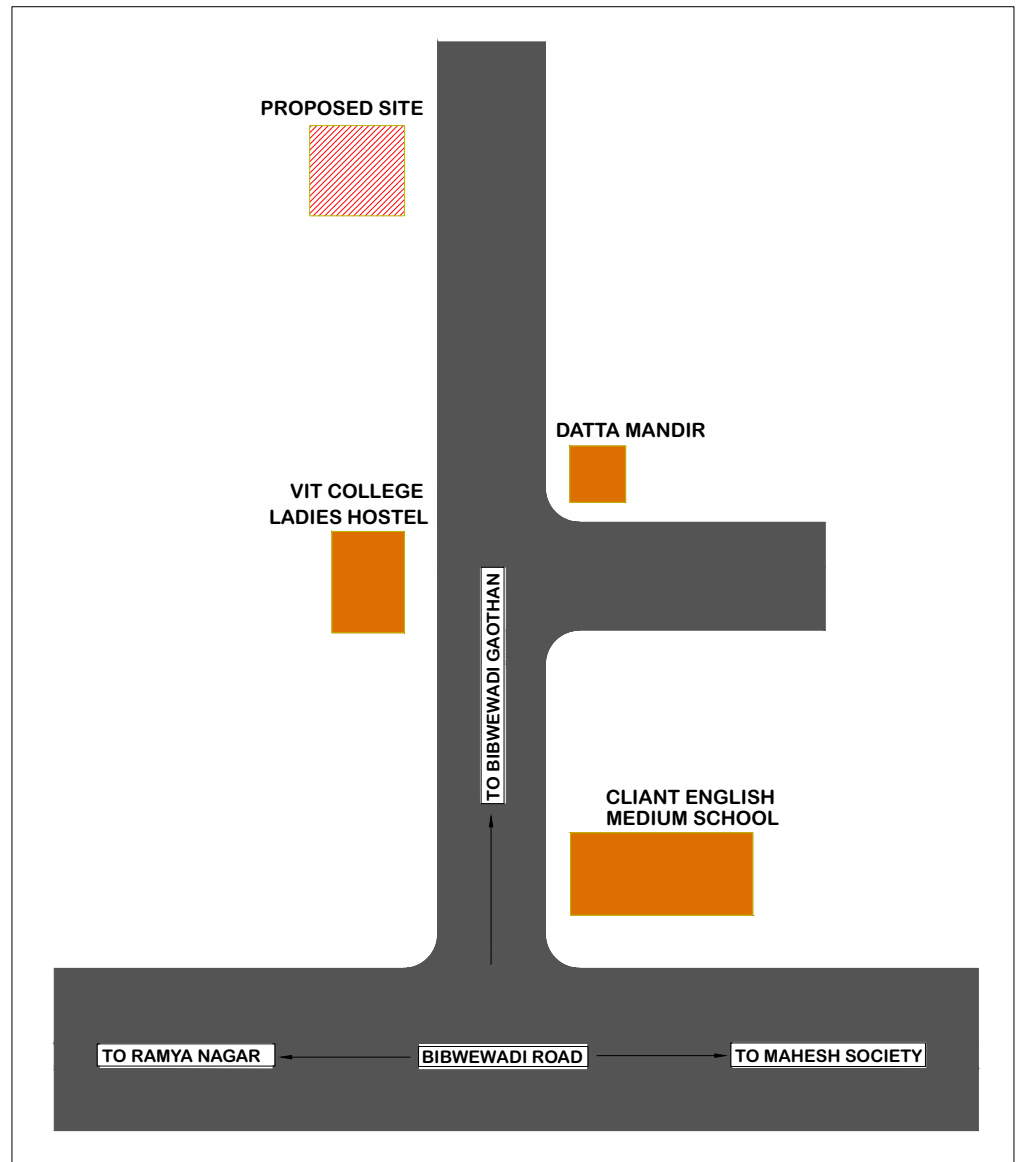 PROPOSED SITE
DATTA MANDIR
VIT COLLEGE
LADIES HOSTEL
TO BIBWEWADI GAOTHAN
CLIANT ENGLISH
MEDIUM SCHOOL
TO RAMYA NAGAR
BIBWEWADI ROAD
TO MAHESH SOCIETY